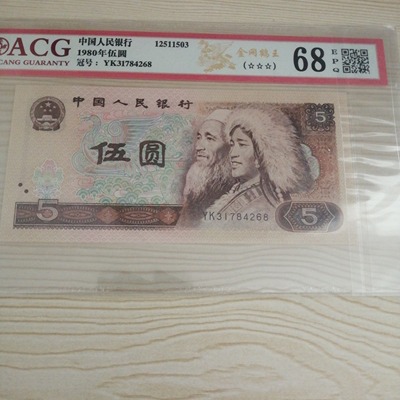 ACG
CANG GUARANTY
中国人民银行 12511503
1980年伍圆
冠号: YK31784268
(☆☆☆)
68
E
P
Q
中国人民银行
5
伍圆
YK31784268
5
5